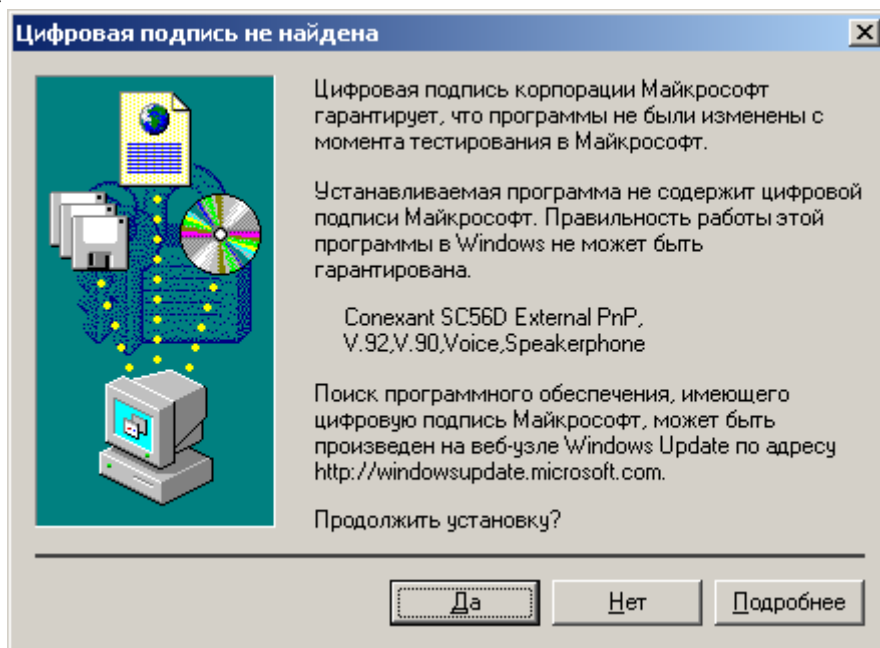 Цифровая подпись не найдена
Цифровая подпись корпорации Майкрософт
гарантирует, что программы не были изменены с
момента тестирования в Майкрософт.
Устанавливаемая программа не содержит цифровой
подписи Майкрософт. Правильность работы этой
программы в Windows не может быть
гарантирована.
Conexant SC56D External PnP,
V.92,V.90,Voice,Speakerphone
Поиск программного обеспечения, имеющего
цифровую подпись Майкрософт, может быть
произведен на веб-узле Windows Update по адресу
http://windowsupdate.microsoft.com.
Продолжить установку?
Да
Нет
Подробнее